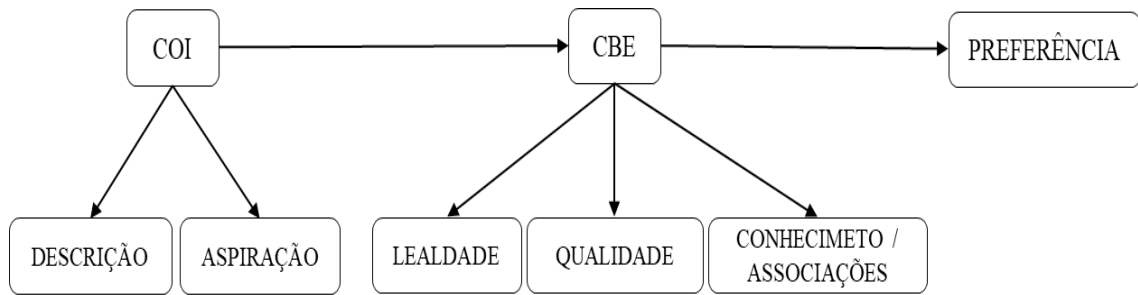 COI
CBE
PREFERÊNCIA
DESCRIÇÃO
ASPIRAÇÃO
LEALDADE
QUALIDADE
CONHECIMETO /
ASSOCIAÇÕES